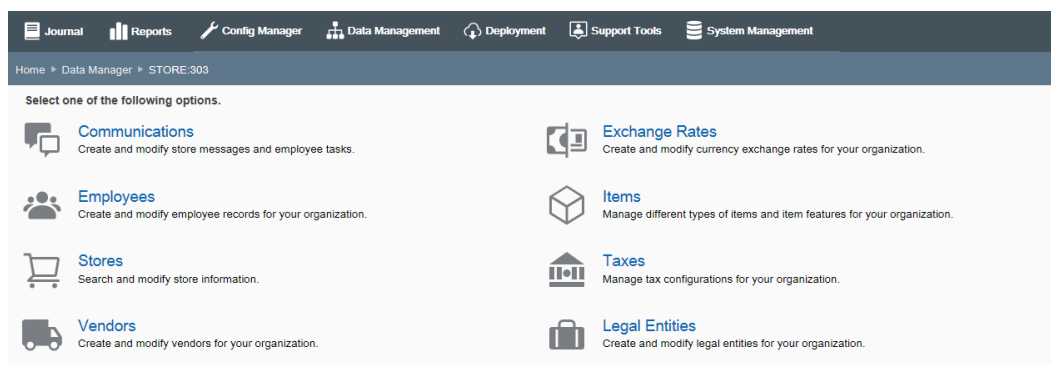 Journal Reports Config Manager Data Management Deployment Support Tools System Management
Home ▸ Data Manager ▸ STORE:303
Select one of the following options.
Communications
Create and modify store messages and employee tasks.
Exchange Rates
Create and modify currency exchange rates for your organization.
Employees
Create and modify employee records for your organization.
Items
Manage different types of items and item features for your organization.
Stores
Search and modify store information.
Taxes
Manage tax configurations for your organization.
Vendors
Create and modify vendors for your organization.
Legal Entities
Create and modify legal entities for your organization.